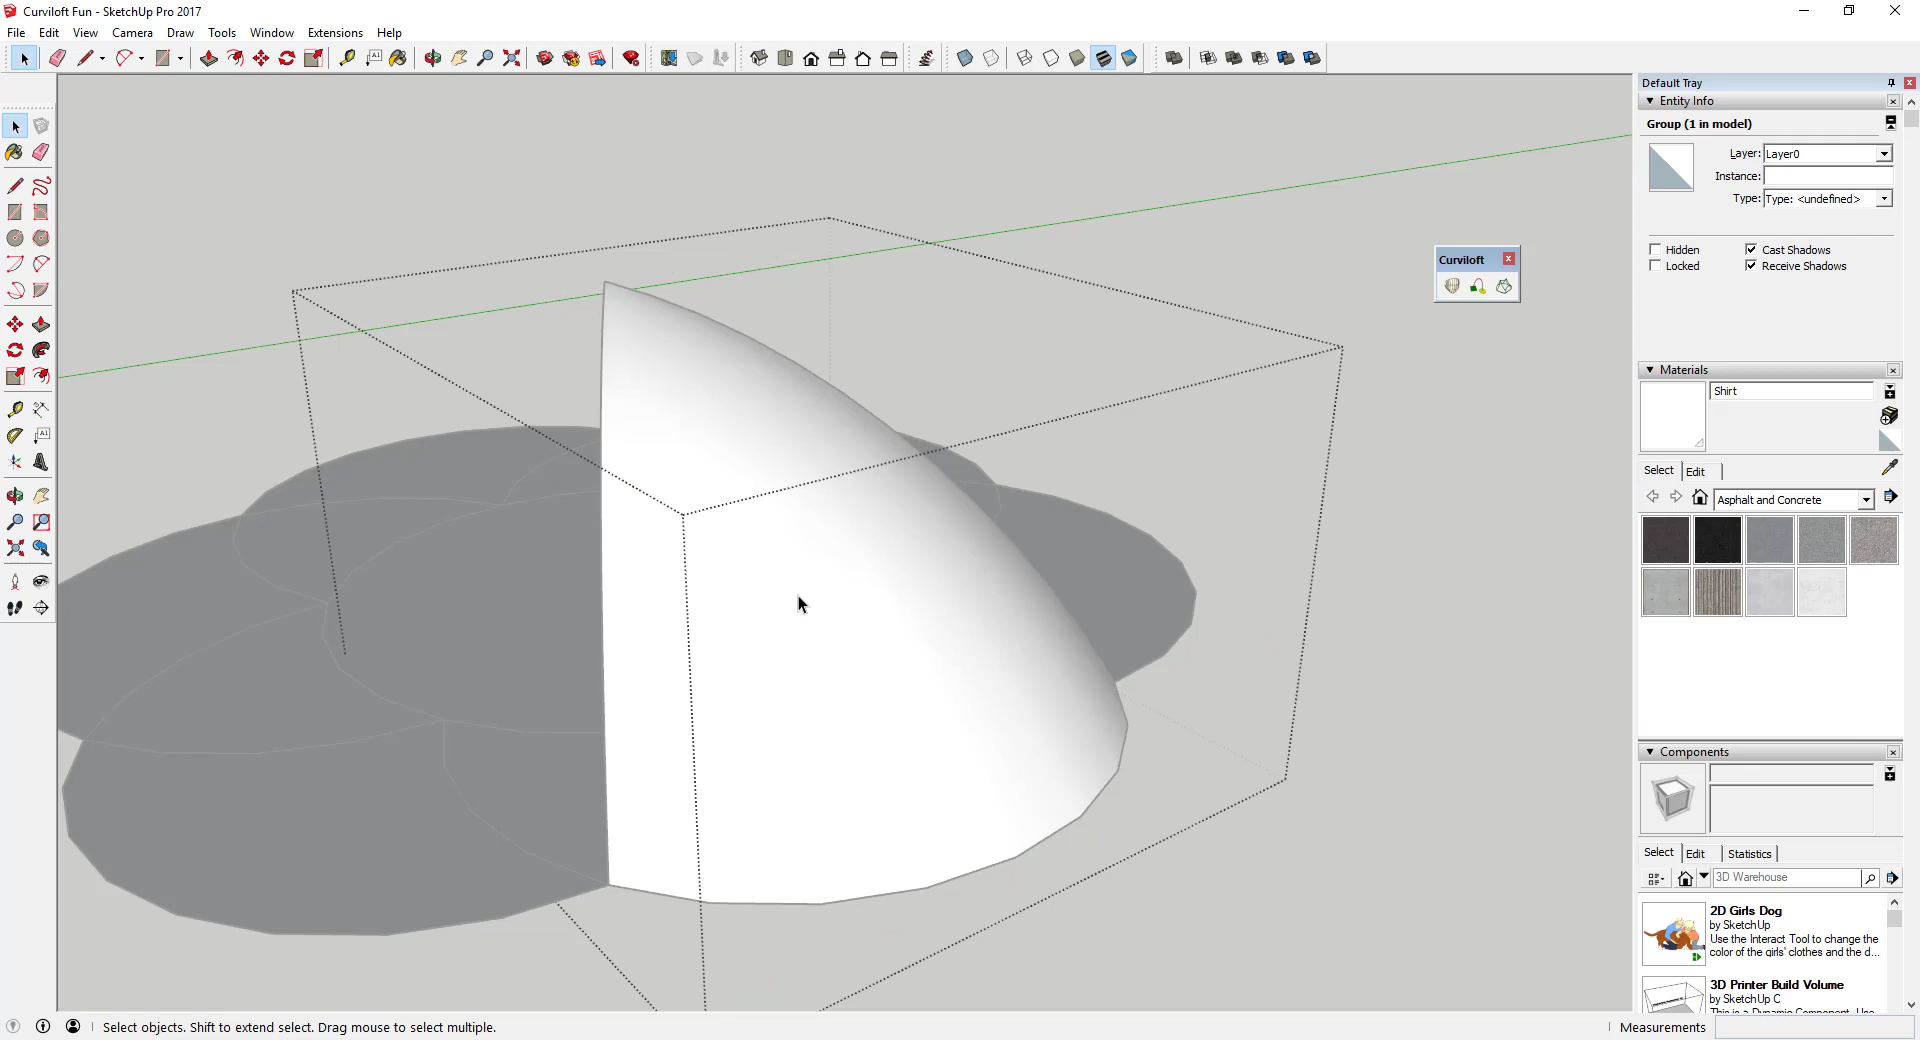 Curviloft Fun - SketchUp Pro 2017
File Edit View Camera Draw Tools Window Extensions Help
Default Tray
Entity Info
Group (1 in model)
Layer: Layer0
Instance:
Type: Type: <undefined>
Hidden Cast Shadows
Locked Receive Shadows
Curviloft
Materials
Shirt
Select Edit
Asphalt and Concrete
Components
Select Edit Statistics
3D Warehouse
2D Girls Dog
by SketchUp
Use the Interact Tool to change the
color of the girls' clothes and the d...
3D Printer Build Volume
by SketchUp C
Select objects. Shift to extend select. Drag mouse to select multiple.
Measurements